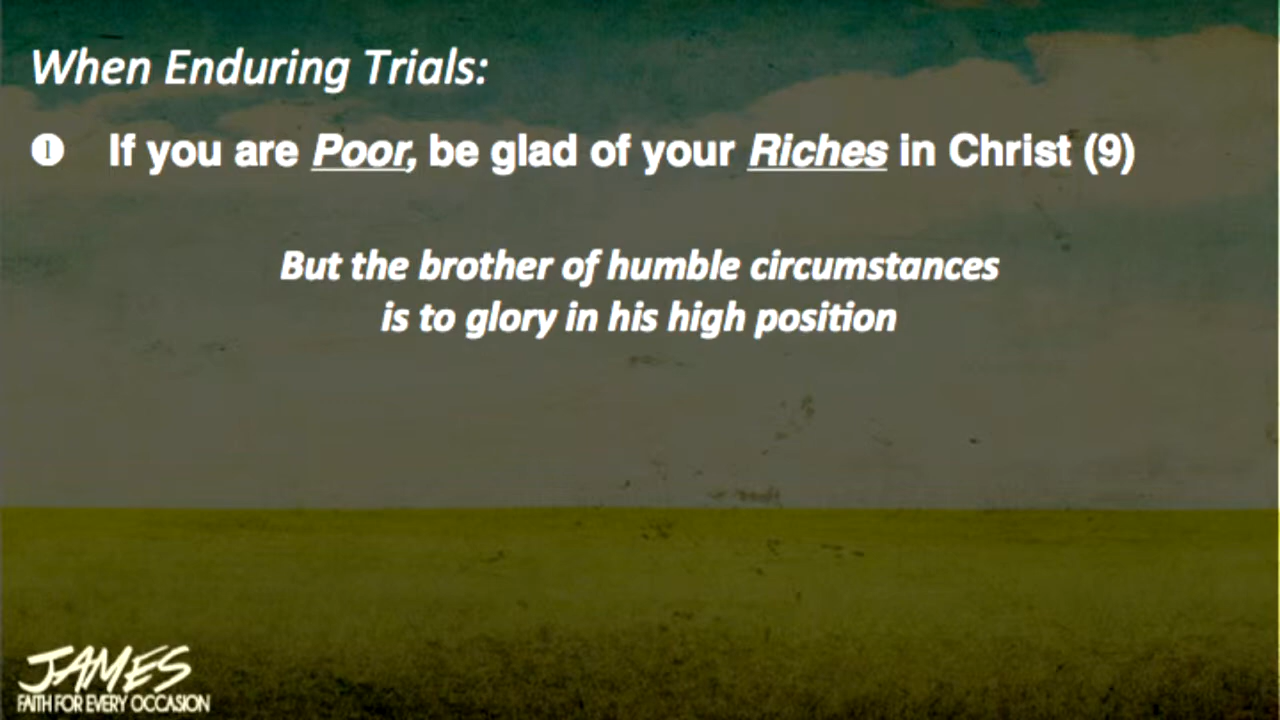 When Enduring Trials:
❶ If you are Poor, be glad of your Riches in Christ (9)
But the brother of humble circumstances
is to glory in his high position
JAMES
FAITH FOR EVERY OCCASION